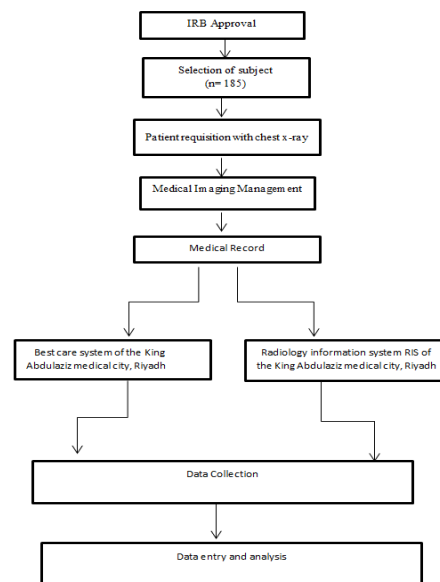 IRB Approval
Selection of subject
(n= 185)
Patient requisition with chest x-ray
Medical Imaging Management
Medical Record
Best care system of the King
Abdulaziz medical city, Riyadh
Radiology information system RIS of
the King Abdulaziz medical city, Riyadh
Data Collection
Data entry and analysis